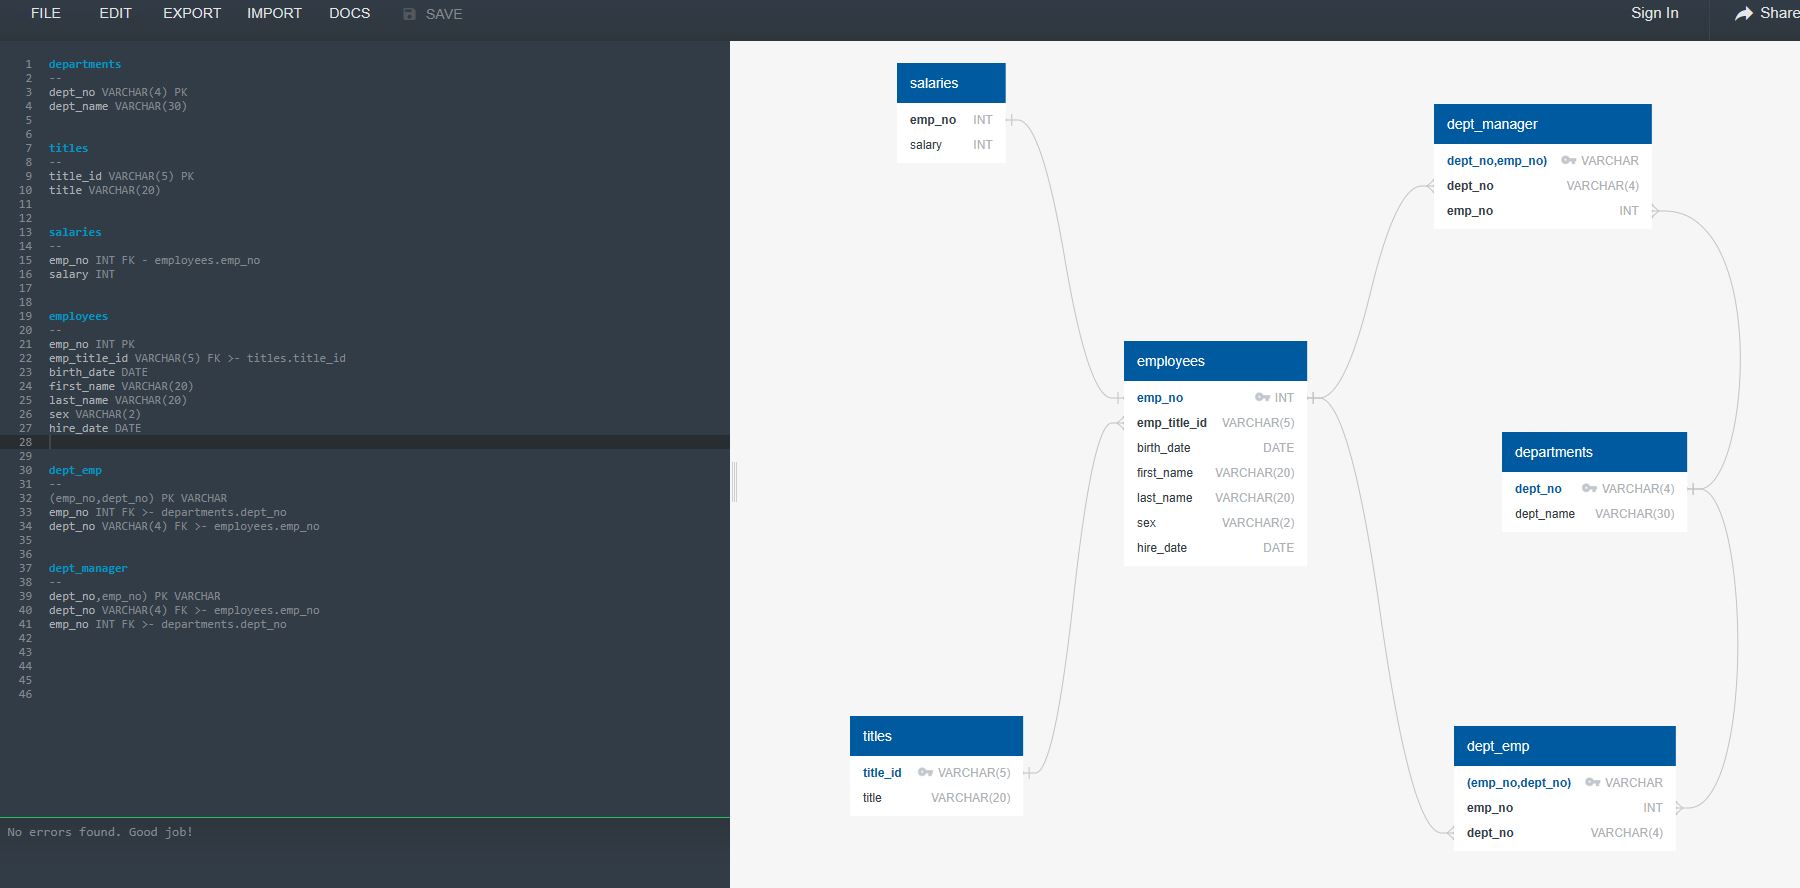 FILE EDIT EXPORT IMPORT DOCS SAVE Sign In Share
1 departments
2 --
3 dept_no VARCHAR(4) PK
4 dept_name VARCHAR(30)
5
6
7 titles
8 --
9 title_id VARCHAR(5) PK
10 title VARCHAR(20)
11
12
13 salaries
14 --
15 emp_no INT FK - employees.emp_no
16 salary INT
17
18
19 employees
20 --
21 emp_no INT PK
22 emp_title_id VARCHAR(5) FK >- titles.title_id
23 birth_date DATE
24 first_name VARCHAR(20)
25 last_name VARCHAR(20)
26 sex VARCHAR(2)
27 hire_date DATE
28
29
30 dept_emp
31 --
32 (emp_no,dept_no) PK VARCHAR
33 emp_no INT FK >- departments.dept_no
34 dept_no VARCHAR(4) FK >- employees.emp_no
35
36
37 dept_manager
38 --
39 dept_no,emp_no) PK VARCHAR
40 dept_no VARCHAR(4) FK >- employees.emp_no
41 emp_no INT FK >- departments.dept_no
42
43
44
45
46
No errors found. Good job!
salaries
emp_no INT
salary INT
dept_manager
dept_no,emp_no) VARCHAR
dept_no VARCHAR(4)
emp_no INT
employees
emp_no INT
emp_title_id VARCHAR(5)
birth_date DATE
first_name VARCHAR(20)
last_name VARCHAR(20)
sex VARCHAR(2)
hire_date DATE
departments
dept_no VARCHAR(4)
dept_name VARCHAR(30)
titles
title_id VARCHAR(5)
title VARCHAR(20)
dept_emp
(emp_no,dept_no) VARCHAR
emp_no INT
dept_no VARCHAR(4)